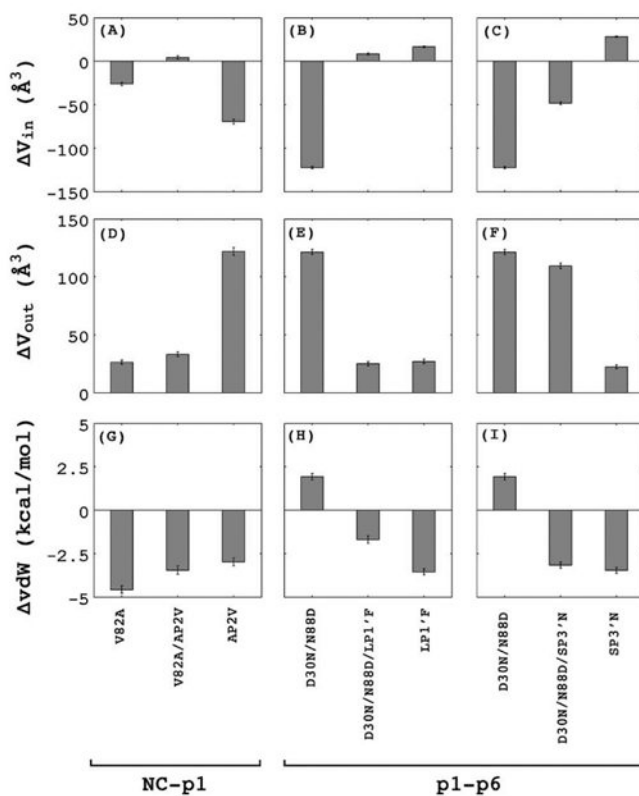 ΔVin (Å3)
50
0
-50
-100
-150
(A)
(B)
(C)
ΔVout (Å3)
150
100
50
0
(D)
(E)
(F)
ΔvdW (kcal/mol)
5
2.5
0
-2.5
-5
(G)
(H)
(I)
V82A
V82A/AP2V
AP2V
D30N/N88D
D30N/N88D/LP1'F
LP1'F
D30N/N88D
D30N/N88D/SP3'N
SP3'N
NC-p1
p1-p6